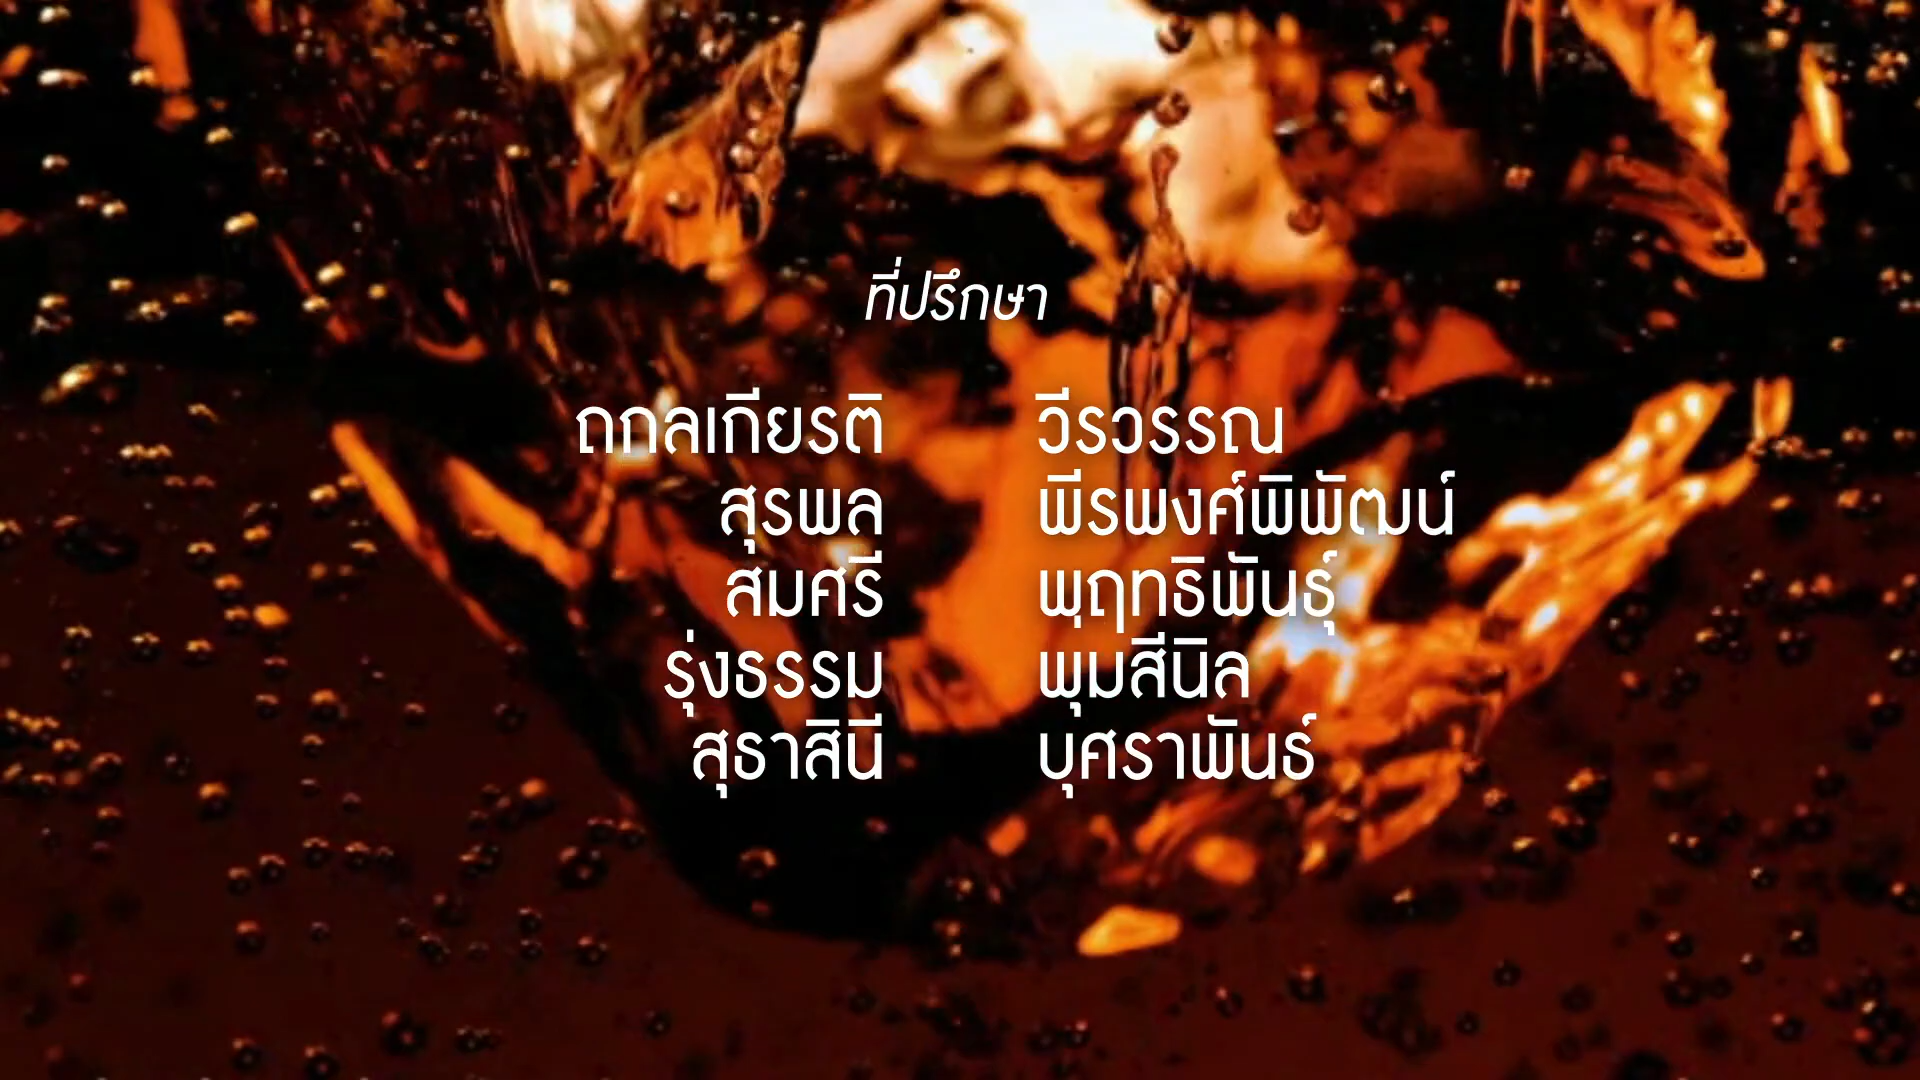 ที่ปรึกษา
ถกลเกียรติ วีรวรรณ
สุรพล พีรพงศ์พิพัฒน์
สมศรี พฤทธิพันธุ์
รุ่งธรรม พุมสีนิล
สุธาสินี บุศราพันธ์